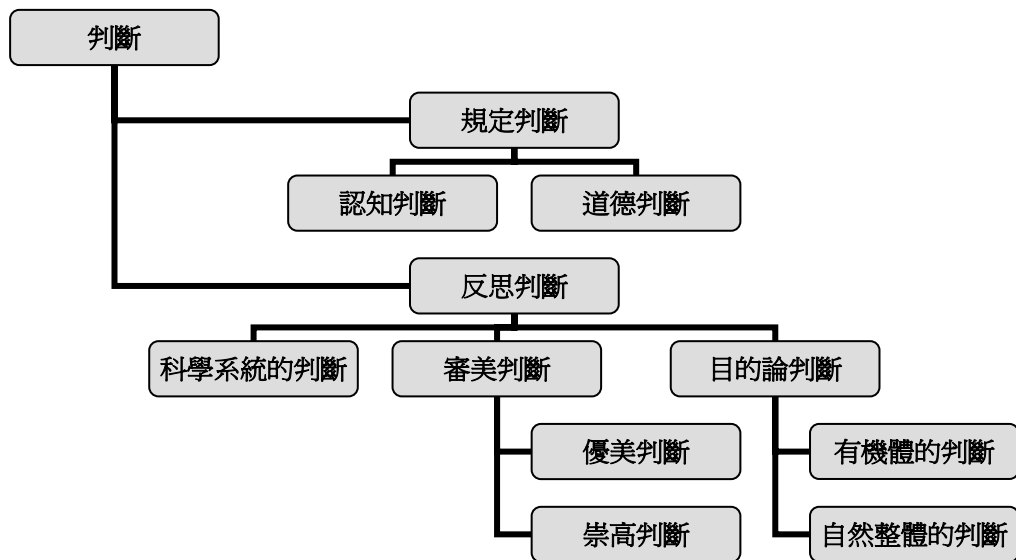 判斷
規定判斷
認知判斷
道德判斷
反思判斷
科學系統的判斷
審美判斷
目的論判斷
優美判斷
有機體的判斷
崇高判斷
自然整體的判斷